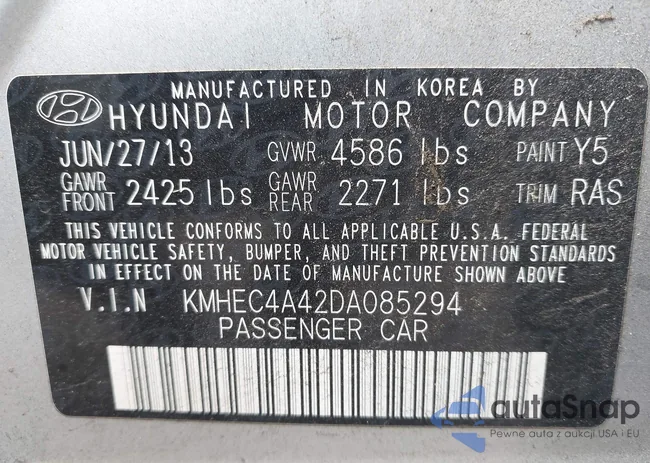 MANUFACTURED IN KOREA BY
HYUNDAI MOTOR COMPANY
JUN/27/13 GVWR 4586 lbs PAINT Y5
GAWR FRONT 2425 lbs GAWR REAR 2271 lbs TRIM RAS
THIS VEHICLE CONFORMS TO ALL APPLICABLE U.S.A. FEDERAL
MOTOR VEHICLE SAFETY, BUMPER, AND THEFT PREVENTION STANDARDS
IN EFFECT ON THE DATE OF MANUFACTURE SHOWN ABOVE
V.I.N KMHEC4A42DA085294
PASSENGER CAR
autaSnap
Pewne auta z aukcji USA i EU